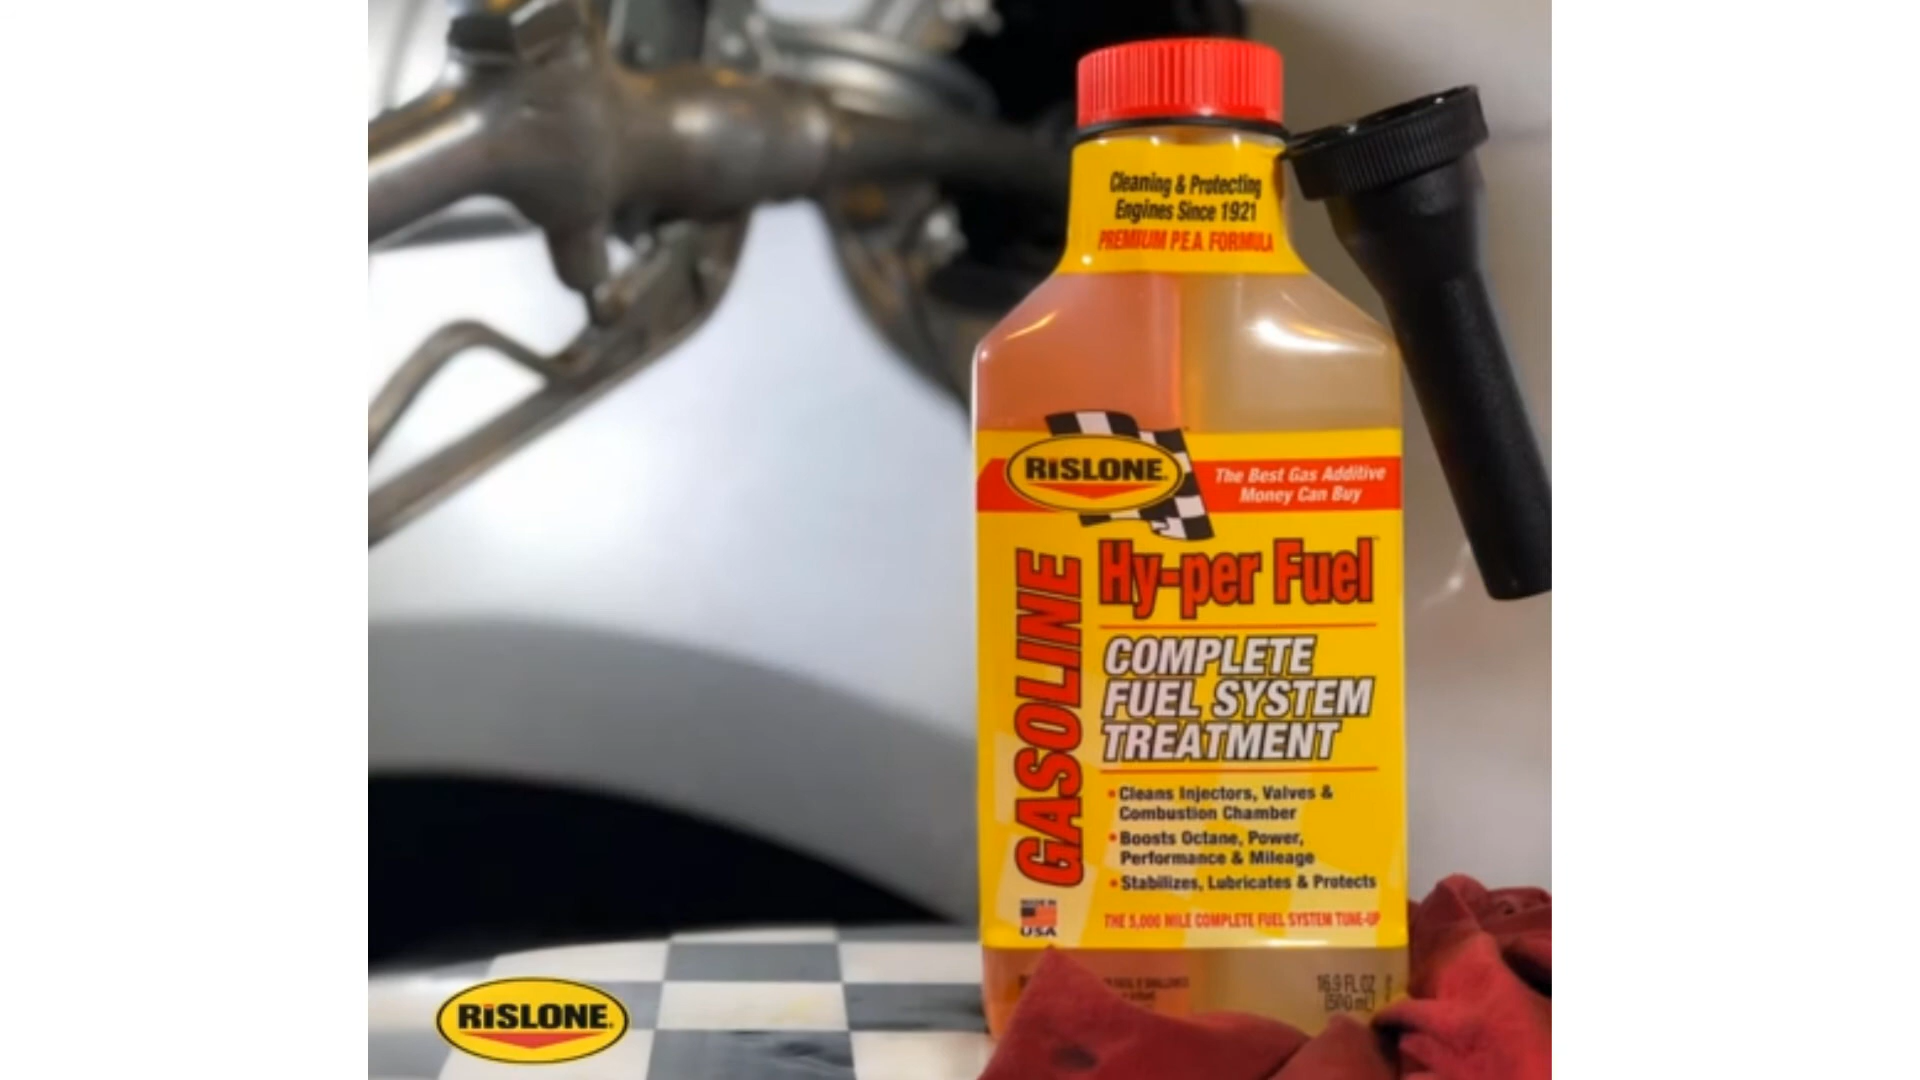 Cleaning & Protecting
Engines Since 1921
PREMIUM P.E.A. FORMULA
RiSLONE
The Best Gas Additive
Money Can Buy
GASOLINE
Hy-per Fuel
COMPLETE
FUEL SYSTEM
TREATMENT
• Cleans Injectors, Valves &
Combustion Chamber
• Boosts Octane, Power,
Performance & Mileage
• Stabilizes, Lubricates & Protects
MADE IN
USA
THE 5,000 MILE COMPLETE FUEL SYSTEM TUNE-UP
16.9 FL OZ
(500 mL)
RiSLONE